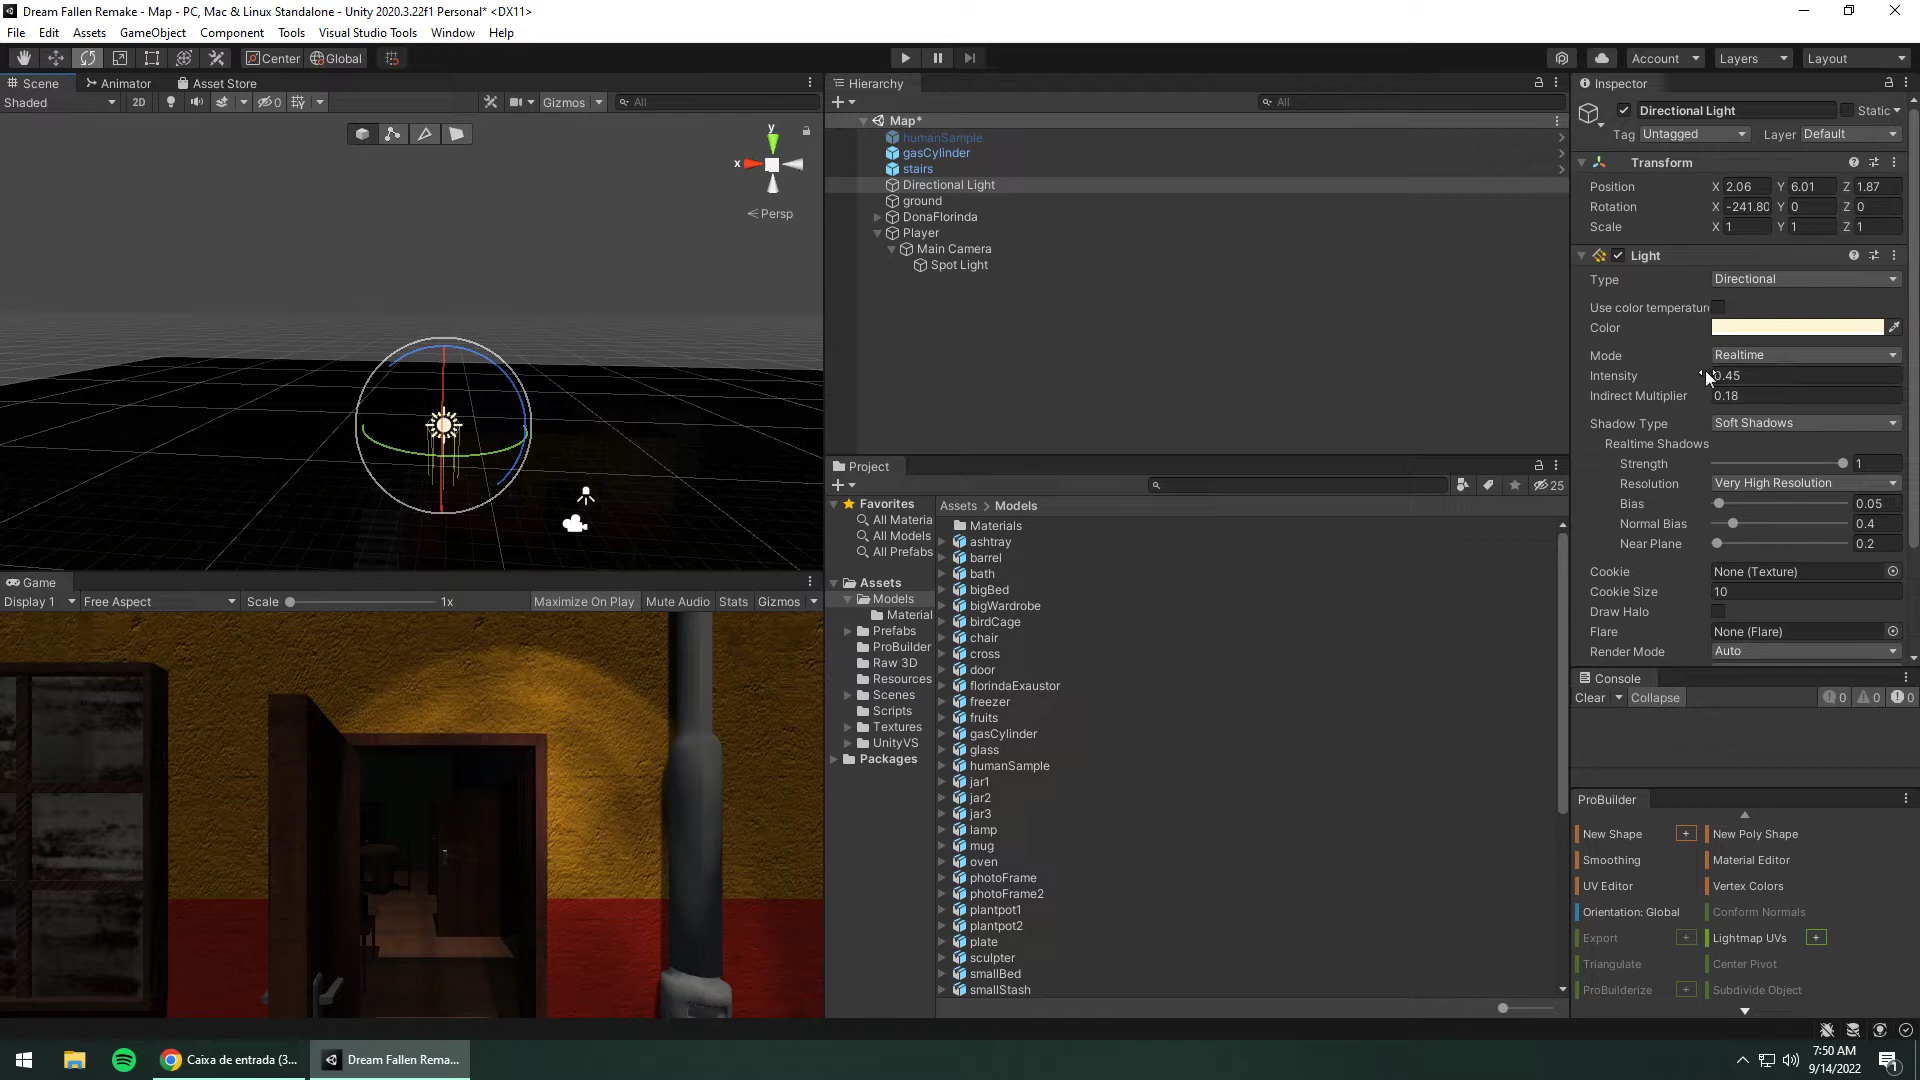 Dream Fallen Remake - Map - PC, Mac & Linux Standalone - Unity 2020.3.22f1 Personal* <DX11>
File Edit Assets GameObject Component Tools Visual Studio Tools Window Help
Center Global Account Layers Layout
Scene Animator Asset Store
Shaded 2D Gizmos All
y
x
Persp
Hierarchy
All
Map*
humanSample
gasCylinder
stairs
Directional Light
ground
DonaFlorinda
Player
Main Camera
Spot Light
Inspector
Directional Light Static
Tag Untagged Layer Default
Transform
Position X 2.06 Y 6.01 Z 1.87
Rotation X -241.80 Y 0 Z 0
Scale X 1 Y 1 Z 1
Light
Type Directional
Use color temperatur
Color
Mode Realtime
Intensity 0.45
Indirect Multiplier 0.18
Shadow Type Soft Shadows
Realtime Shadows
Strength 1
Resolution Very High Resolution
Bias 0.05
Normal Bias 0.4
Near Plane 0.2
Cookie None (Texture)
Cookie Size 10
Draw Halo
Flare None (Flare)
Render Mode Auto
Game
Display 1 Free Aspect Scale 1x Maximize On Play Mute Audio Stats Gizmos
Project
25
Favorites
All Materia
All Models
All Prefabs
Assets
Models
Material
Prefabs
ProBuilder
Raw 3D
Resources
Scenes
Scripts
Textures
UnityVS
Packages
Assets > Models
Materials
ashtray
barrel
bath
bigBed
bigWardrobe
birdCage
chair
cross
door
florindaExaustor
freezer
fruits
gasCylinder
glass
humanSample
jar1
jar2
jar3
lamp
mug
oven
photoFrame
photoFrame2
plantpot1
plantpot2
plate
sculpter
smallBed
smallStash
Console
Clear Collapse 0 0 0
ProBuilder
New Shape + New Poly Shape
Smoothing Material Editor
UV Editor Vertex Colors
Orientation: Global Conform Normals
Export + Lightmap UVs +
Triangulate Center Pivot
ProBuilderize + Subdivide Object
Caixa de entrada (3... Dream Fallen Rema...
7:50 AM
9/14/2022
1